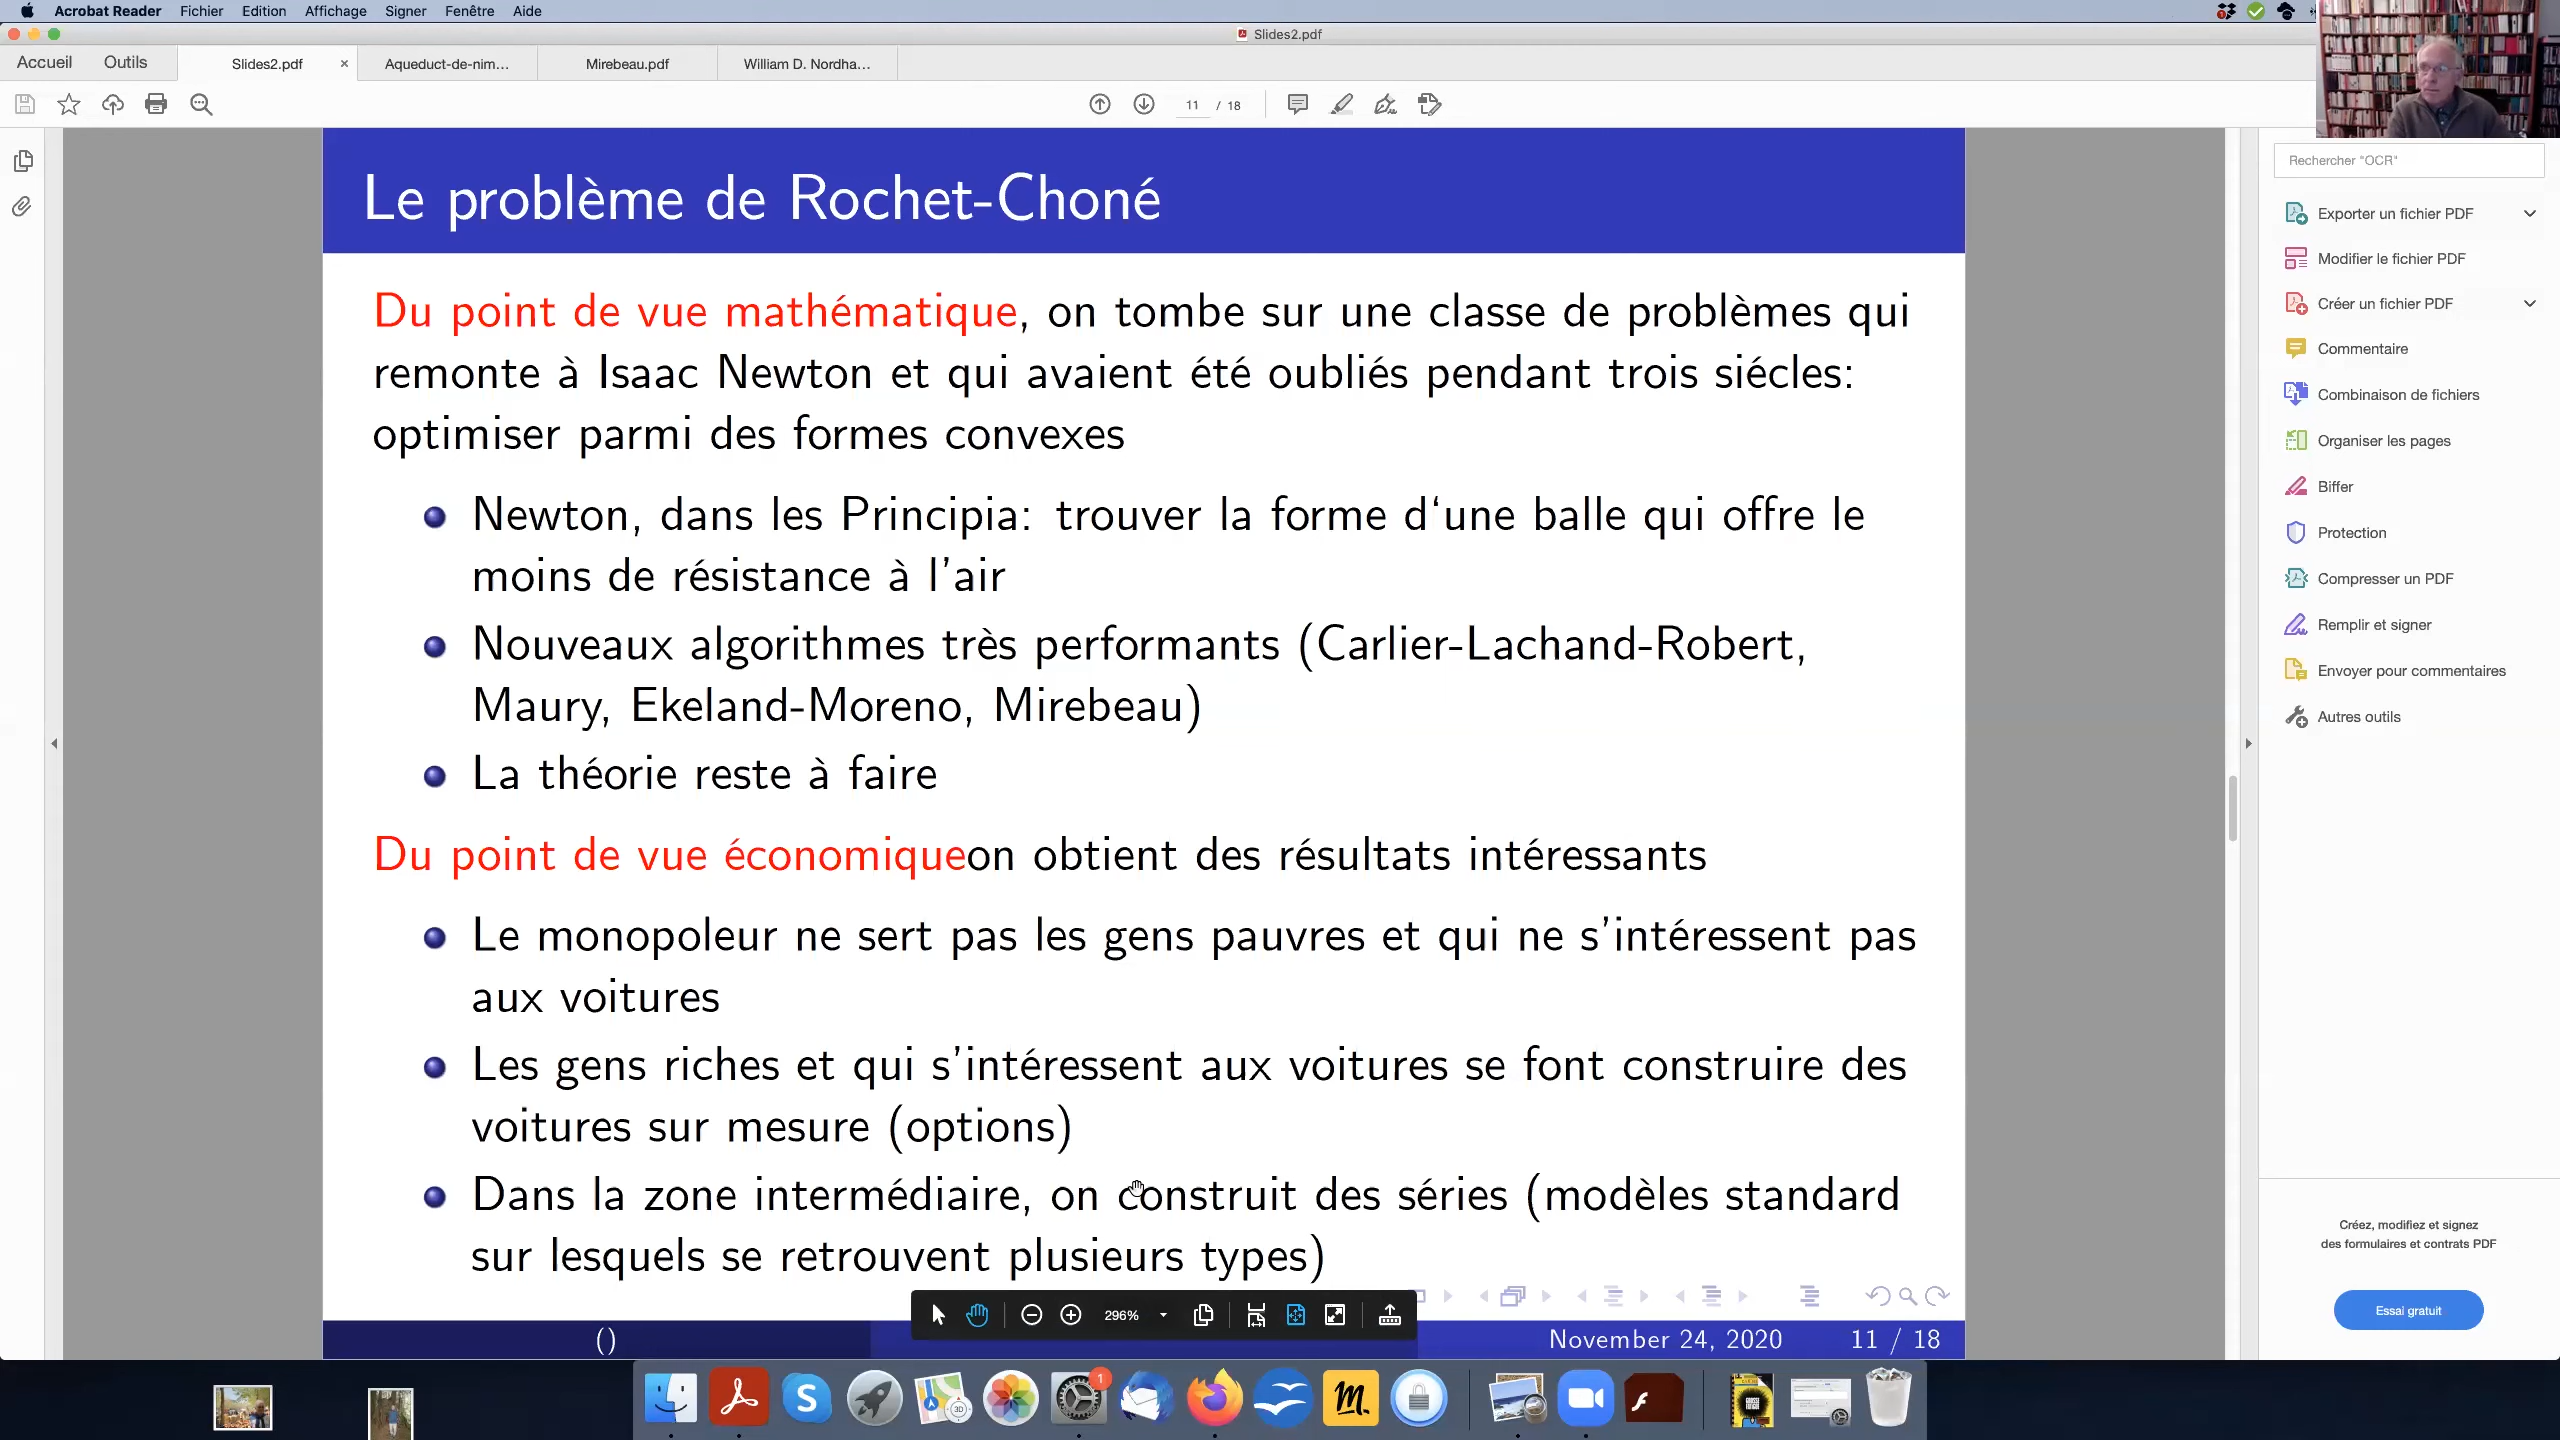 Acrobat Reader Fichier Edition Affichage Signer Fenêtre Aide
Slides2.pdf
Accueil Outils Slides2.pdf × Aqueduct-de-nim... Mirebeau.pdf William D. Nordha...
11 / 18
Rechercher "OCR"
Le problème de Rochet-Choné
Du point de vue mathématique, on tombe sur une classe de problèmes qui
remonte à Isaac Newton et qui avaient été oubliés pendant trois siécles:
optimiser parmi des formes convexes
Newton, dans les Principia: trouver la forme d‘une balle qui offre le
moins de résistance à l'air
Nouveaux algorithmes très performants (Carlier-Lachand-Robert,
Maury, Ekeland-Moreno, Mirebeau)
La théorie reste à faire
Du point de vue économiqueon obtient des résultats intéressants
Le monopoleur ne sert pas les gens pauvres et qui ne s'intéressent pas
aux voitures
Les gens riches et qui s'intéressent aux voitures se font construire des
voitures sur mesure (options)
Dans la zone intermédiaire, on construit des séries (modèles standard
sur lesquels se retrouvent plusieurs types)
296%
() November 24, 2020 11 / 18
Exporter un fichier PDF
Modifier le fichier PDF
Créer un fichier PDF
Commentaire
Combinaison de fichiers
Organiser les pages
Biffer
Protection
Compresser un PDF
Remplir et signer
Envoyer pour commentaires
Autres outils
Créez, modifiez et signez
des formulaires et contrats PDF
Essai gratuit
3D
1
m.